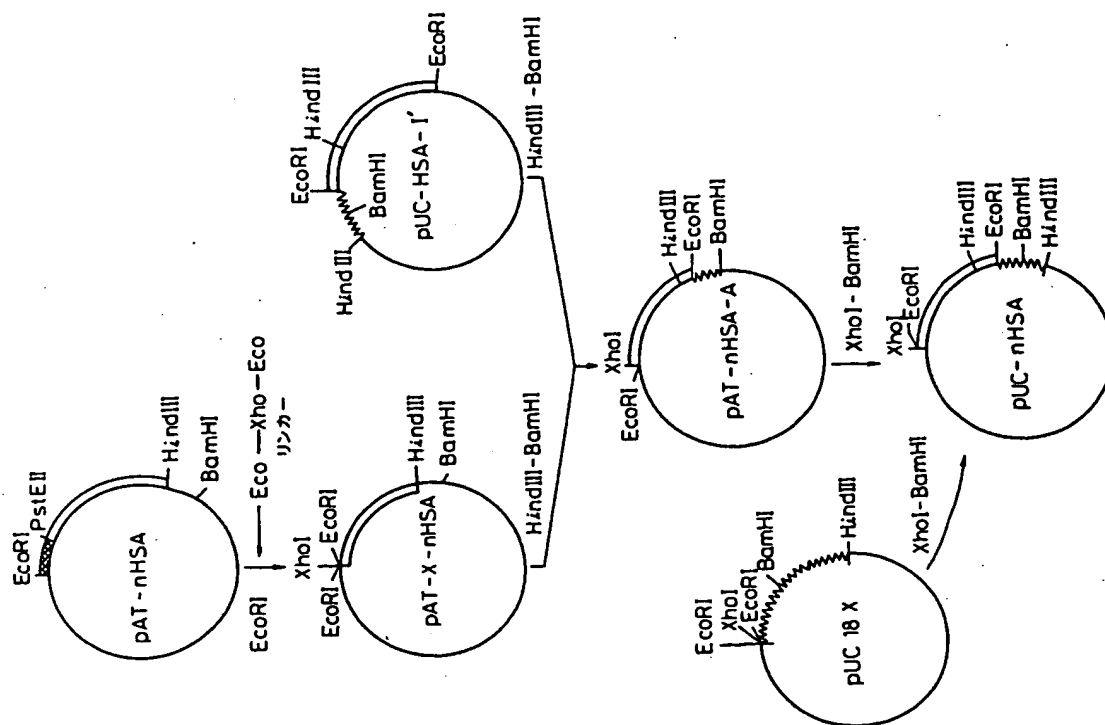 EcoRI
PstEII
HindIII
BamHI
pAT-nHSA
EcoRI
Eco—Xho—Eco
リンカー
XhoI
EcoRI
EcoRI
HindIII
BamHI
pAT-X-nHSA
HindIII-BamHI
EcoRI
HindIII
EcoRI
BamHI
HindIII
pUC-HSA-I'
HindIII-BamHI
XhoI
EcoRI
HindIII
EcoRI
BamHI
pAT-nHSA-A
XhoI-BamHI
EcoRI
XhoI
EcoRI
BamHI
HindIII
pUC 18 X
XhoI-BamHI
XhoI
EcoRI
HindIII
EcoRI
BamHI
HindIII
pUC-nHSA